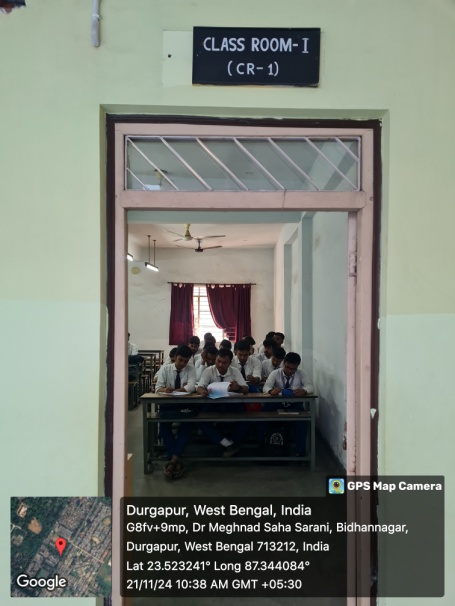 CLASS ROOM-I
(CR-1)
GPS Map Camera
Durgapur, West Bengal, India
G8fv+9mp, Dr Meghnad Saha Sarani, Bidhannagar,
Durgapur, West Bengal 713212, India
Lat 23.523241° Long 87.344084°
21/11/24 10:38 AM GMT +05:30
Google